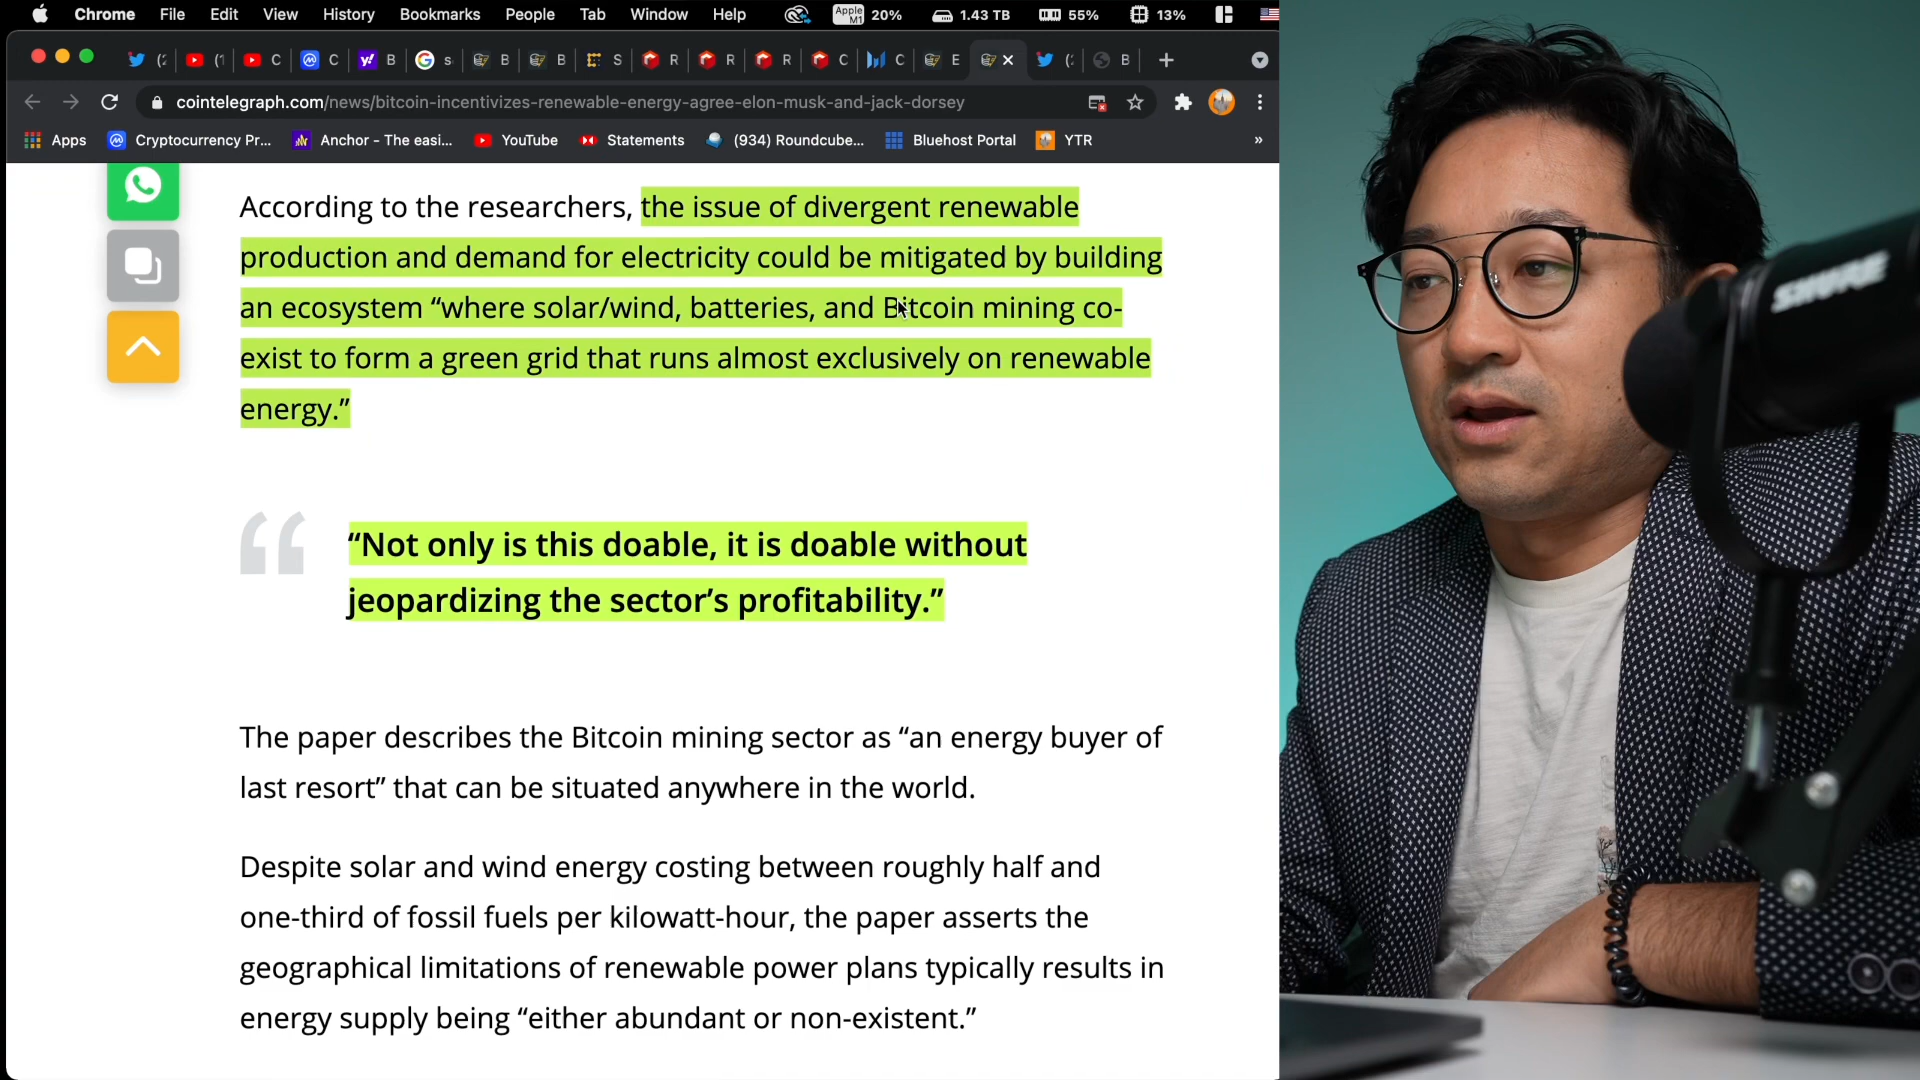 Chrome File Edit View History Bookmarks People Tab Window Help Apple M1 20% 1.43 TB 55% 13%
( (1 C C B s B B S R R R C C E ( B
cointelegraph.com/news/bitcoin-incentivizes-renewable-energy-agree-elon-musk-and-jack-dorsey
Apps Cryptocurrency Pr... Anchor - The easi... YouTube Statements (934) Roundcube... Bluehost Portal YTR »
According to the researchers, the issue of divergent renewable
production and demand for electricity could be mitigated by building
an ecosystem “where solar/wind, batteries, and Bitcoin mining co-
exist to form a green grid that runs almost exclusively on renewable
energy.”
“Not only is this doable, it is doable without
jeopardizing the sector’s profitability.”
The paper describes the Bitcoin mining sector as “an energy buyer of
last resort” that can be situated anywhere in the world.
Despite solar and wind energy costing between roughly half and
one-third of fossil fuels per kilowatt-hour, the paper asserts the
geographical limitations of renewable power plans typically results in
energy supply being “either abundant or non-existent.”
SHURE